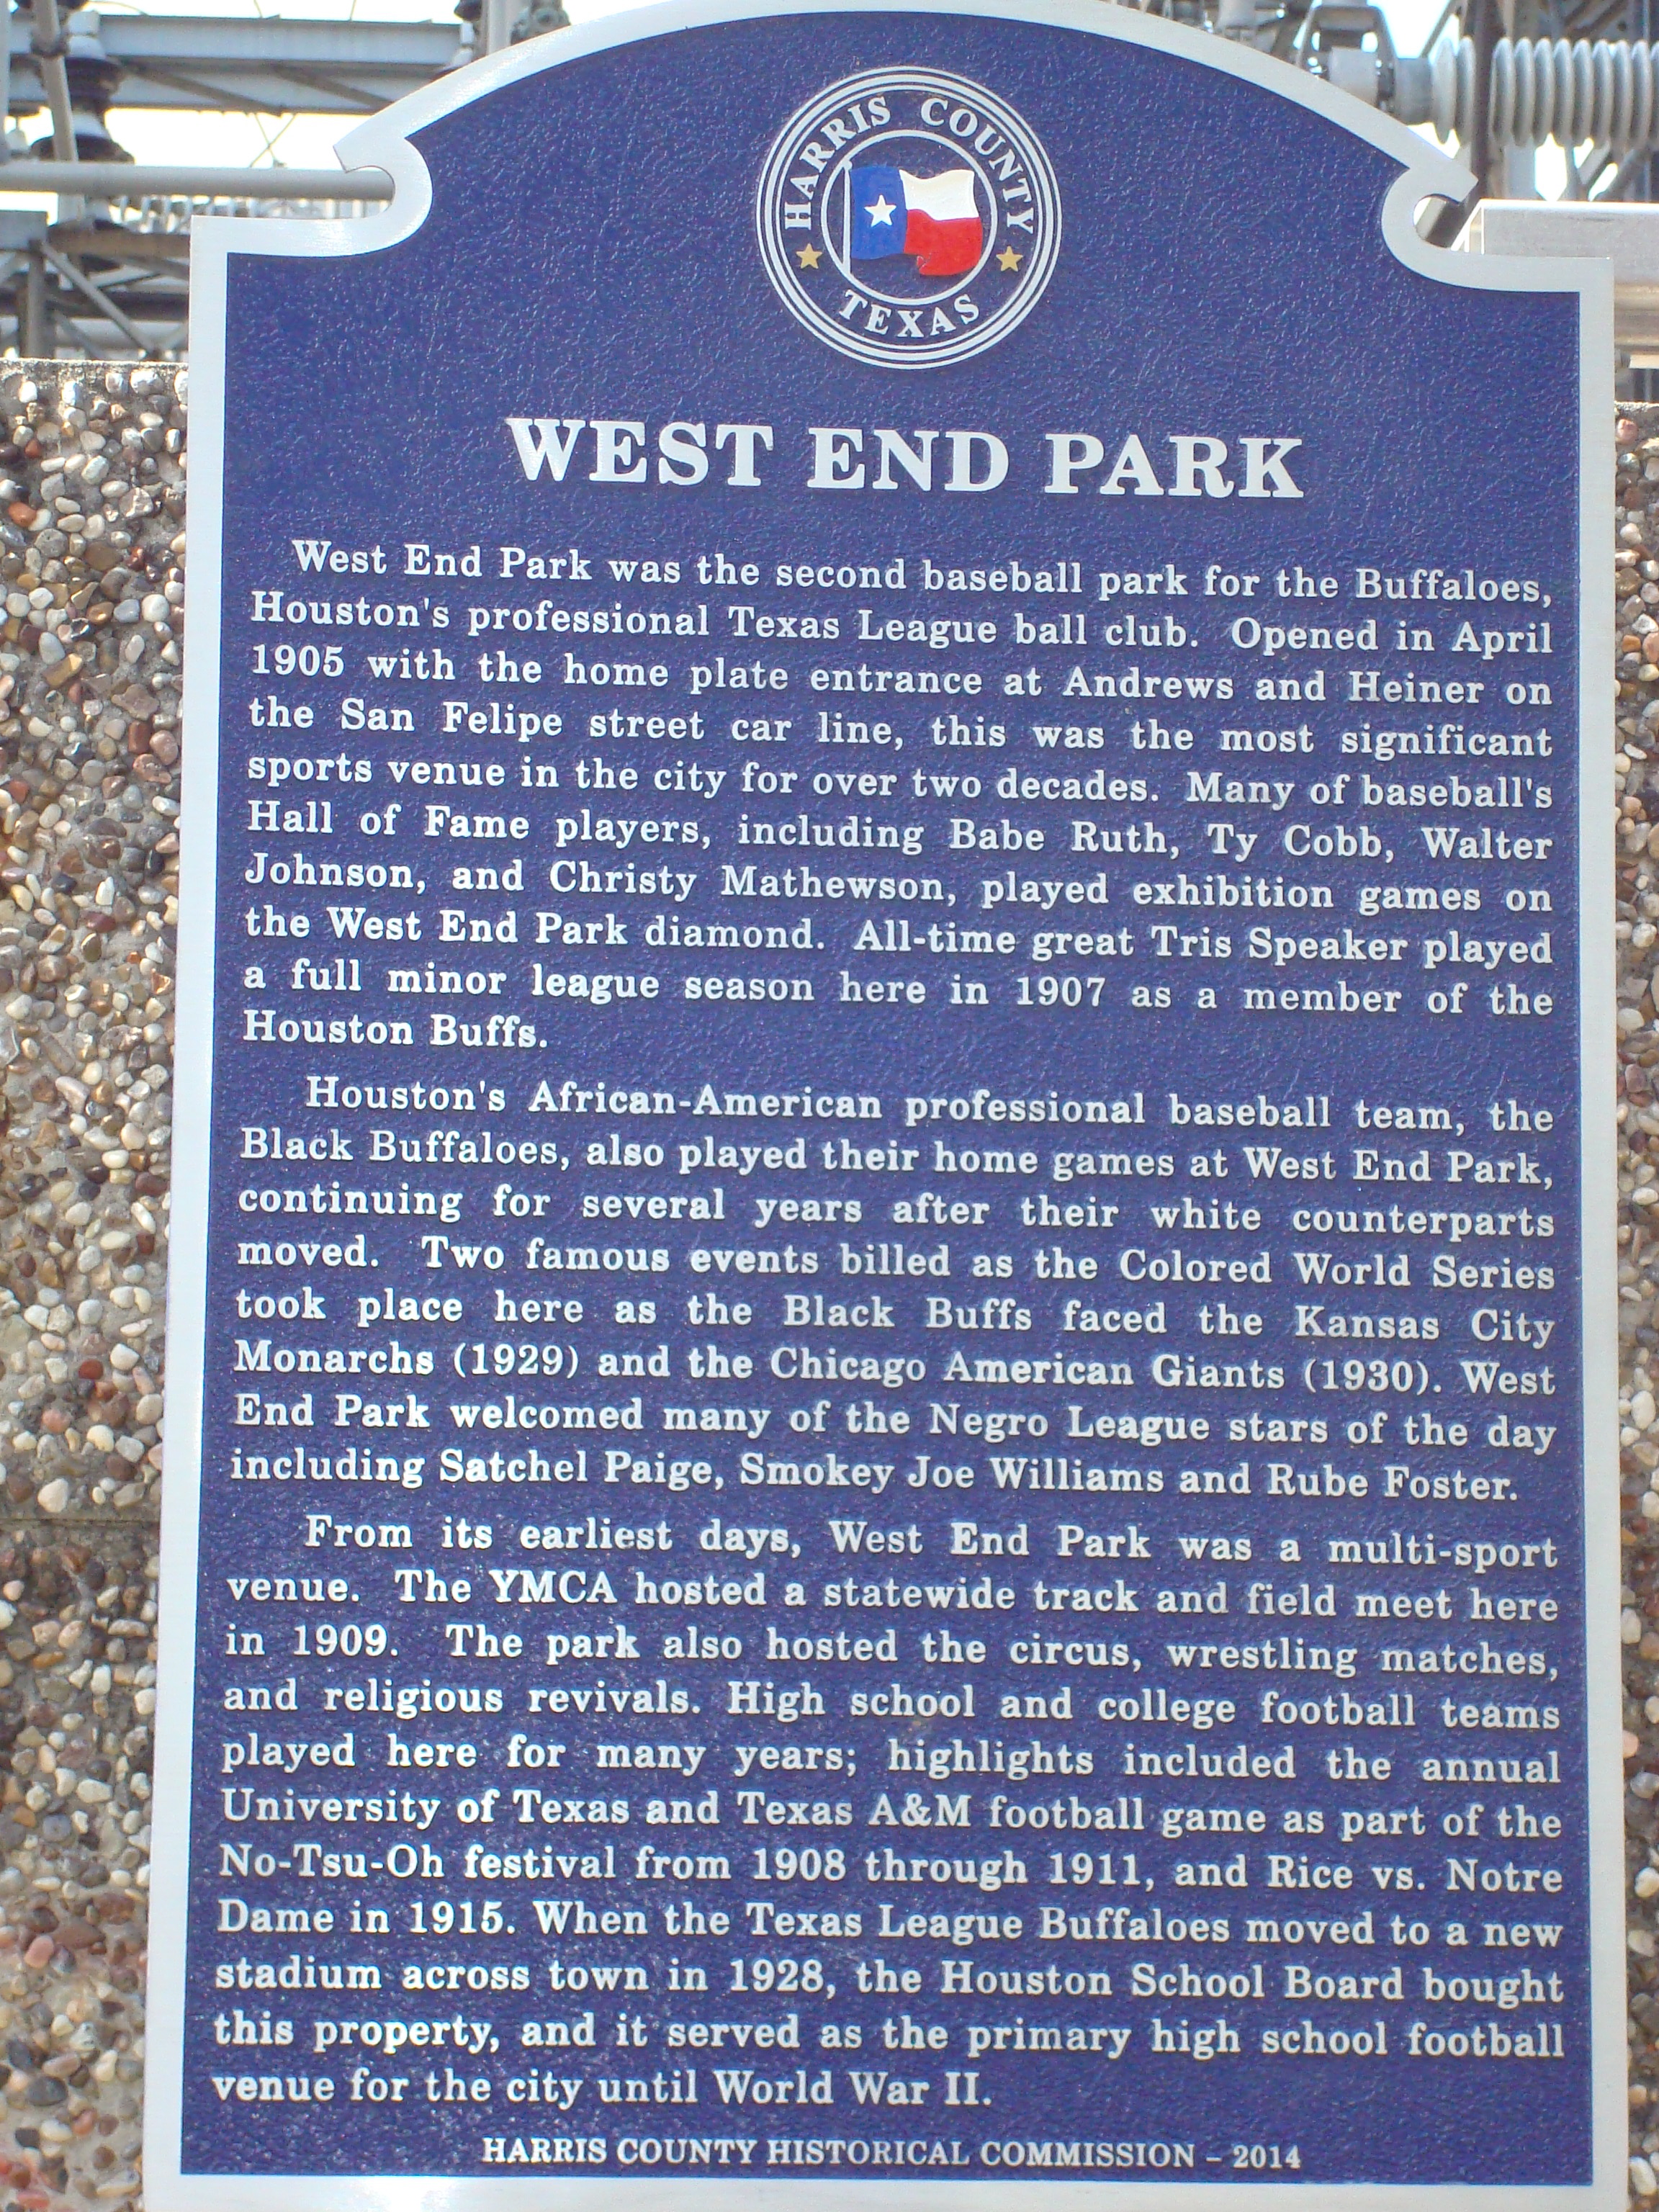 HARRIS COUNTY
TEXAS
WEST END PARK
West End Park was the second baseball park for the Buffaloes,
Houston's professional Texas League ball club. Opened in April
1905 with the home plate entrance at Andrews and Heiner on
the San Felipe street car line, this was the most significant
sports venue in the city for over two decades. Many of baseball's
Hall of Fame players, including Babe Ruth, Ty Cobb, Walter
Johnson, and Christy Mathewson, played exhibition games on
the West End Park diamond. All-time great Tris Speaker played
a full minor league season here in 1907 as a member of the
Houston Buffs.
Houston's African-American professional baseball team, the
Black Buffaloes, also played their home games at West End Park,
continuing for several years after their white counterparts
moved. Two famous events billed as the Colored World Series
took place here as the Black Buffs faced the Kansas City
Monarchs (1929) and the Chicago American Giants (1930). West
End Park welcomed many of the Negro League stars of the day
including Satchel Paige, Smokey Joe Williams and Rube Foster.
From its earliest days, West End Park was a multi-sport
venue. The YMCA hosted a statewide track and field meet here
in 1909. The park also hosted the circus, wrestling matches,
and religious revivals. High school and college football teams
played here for many years; highlights included the annual
University of Texas and Texas A&M football game as part of the
No-Tsu-Oh festival from 1908 through 1911, and Rice vs. Notre
Dame in 1915. When the Texas League Buffaloes moved to a new
stadium across town in 1928, the Houston School Board bought
this property, and it served as the primary high school football
venue for the city until World War II.
HARRIS COUNTY HISTORICAL COMMISSION – 2014